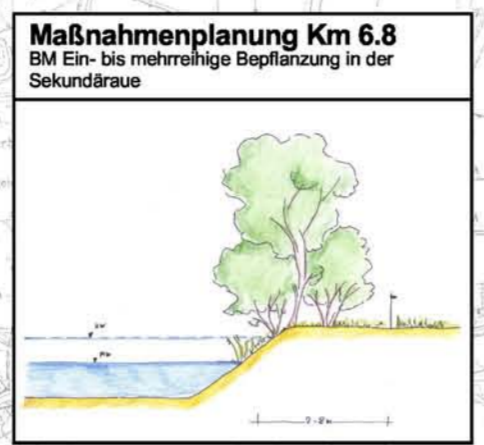 Maßnahmenplanung Km 6.8
BM Ein- bis mehrreihige Bepflanzung in der
Sekundäraue